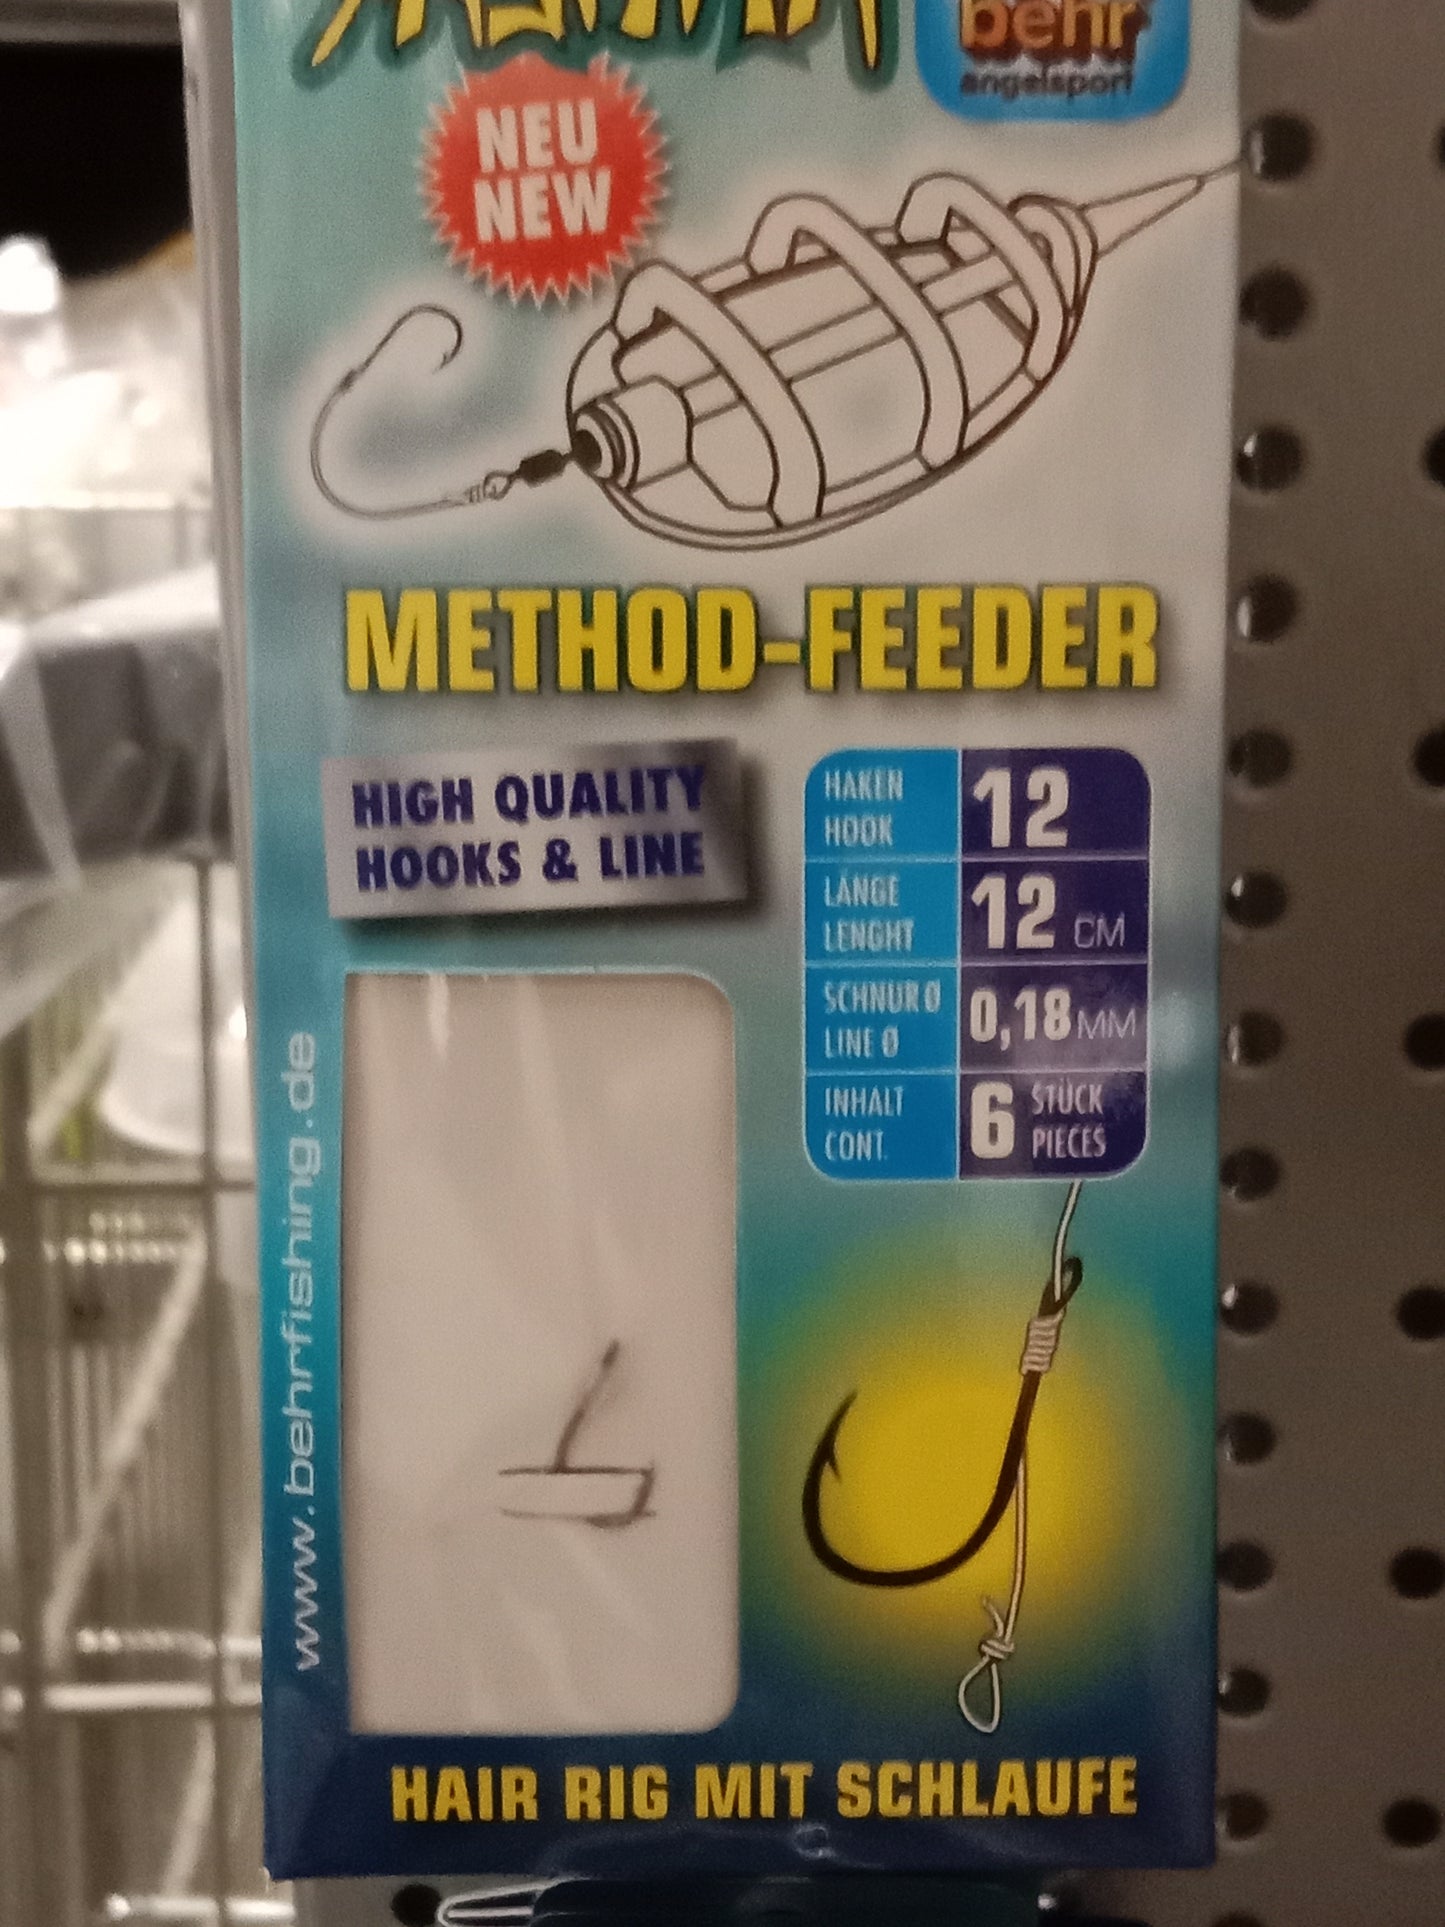 behr
angelsport
NEU
NEW
METHOD-FEEDER
HIGH QUALITY
HOOKS & LINE
HAKEN
HOOK
12
LÄNGE
LENGHT
12 CM
SCHNUR Ø
LINE Ø
0,18 MM
INHALT
CONT.
6 STÜCK
PIECES
www.behrfishing.de
HAIR RIG MIT SCHLAUFE